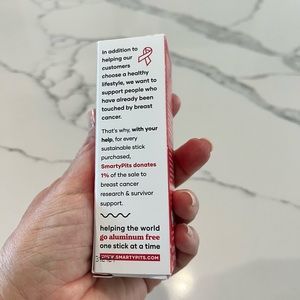 In addition to
helping our
customers
choose a healthy
lifestyle, we want to
support people who
have already been
touched by breast
cancer.
That's why, with your
help, for every
sustainable stick
purchased,
SmartyPits donates
1% of the sale to
breast cancer
research & survivor
support.
helping the world
go aluminum free
one stick at a time
WWW.SMARTYPITS.COM